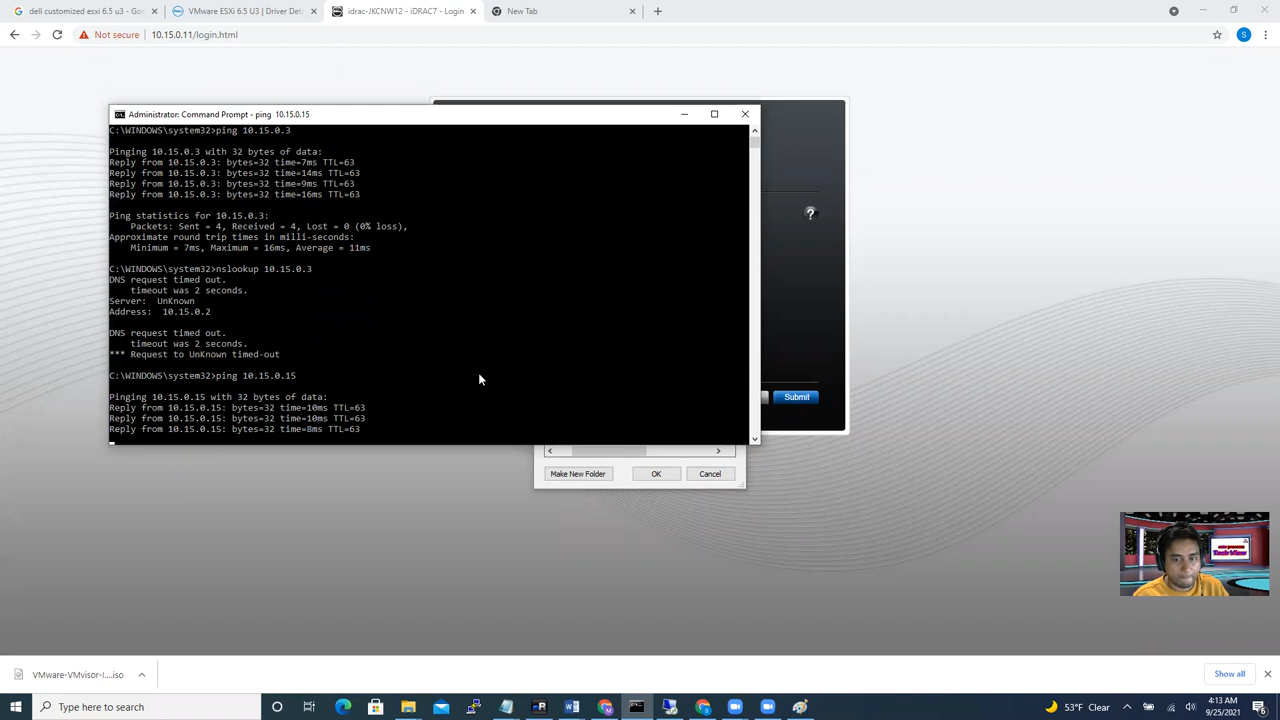 dell customized esxi 6.5 u3 - Goo
VMware ESXi 6.5 U3 | Driver Deta
idrac-JKCNW12 - iDRAC7 - Login
New Tab
Not secure
10.15.0.11/login.html
S
Administrator: Command Prompt - ping 10.15.0.15
C:\WINDOWS\system32>ping 10.15.0.3
Pinging 10.15.0.3 with 32 bytes of data:
Reply from 10.15.0.3: bytes=32 time=7ms TTL=63
Reply from 10.15.0.3: bytes=32 time=14ms TTL=63
Reply from 10.15.0.3: bytes=32 time=9ms TTL=63
Reply from 10.15.0.3: bytes=32 time=16ms TTL=63
Ping statistics for 10.15.0.3:
Packets: Sent = 4, Received = 4, Lost = 0 (0% loss),
Approximate round trip times in milli-seconds:
Minimum = 7ms, Maximum = 16ms, Average = 11ms
C:\WINDOWS\system32>nslookup 10.15.0.3
DNS request timed out.
timeout was 2 seconds.
Server: UnKnown
Address: 10.15.0.2
DNS request timed out.
timeout was 2 seconds.
*** Request to UnKnown timed-out
C:\WINDOWS\system32>ping 10.15.0.15
Pinging 10.15.0.15 with 32 bytes of data:
Reply from 10.15.0.15: bytes=32 time=10ms TTL=63
Reply from 10.15.0.15: bytes=32 time=10ms TTL=63
Reply from 10.15.0.15: bytes=32 time=8ms TTL=63
?
Submit
Make New Folder
OK
Cancel
Tech View
VMware-VMvisor-I....iso
Show all
Type here to search
53°F Clear
4:13 AM
9/25/2021